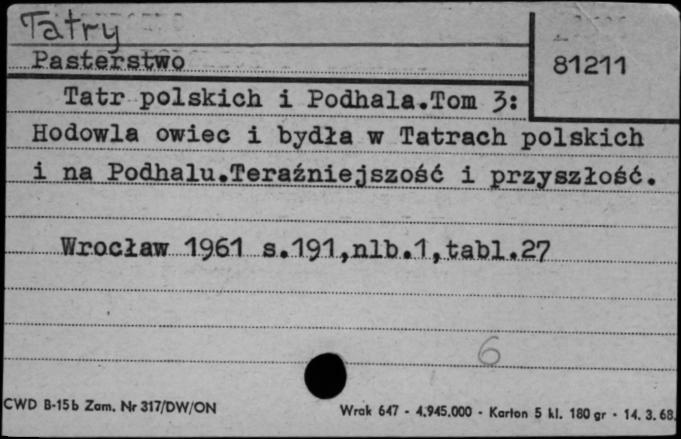 Tatry
Pasterstwo
81211
Tatr polskich i Podhala.Tom 3:
Hodowla owiec i bydła w Tatrach polskich
i na Podhalu.Teraźniejszość i przyszłość.
Wrocław 1961 s.191,nlb.1,tabl.27
6
CWD B-15b Zam. Nr 317/DW/ON
Wrak 647 - 4.945.000 - Karton 5 kl. 180 gr - 14. 3. 68.